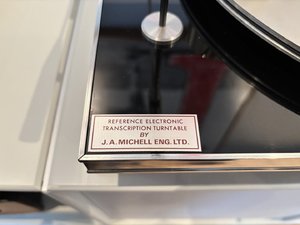 REFERENCE ELECTRONIC
TRANSCRIPTION TURNTABLE
BY
J. A. MICHELL ENG. LTD.